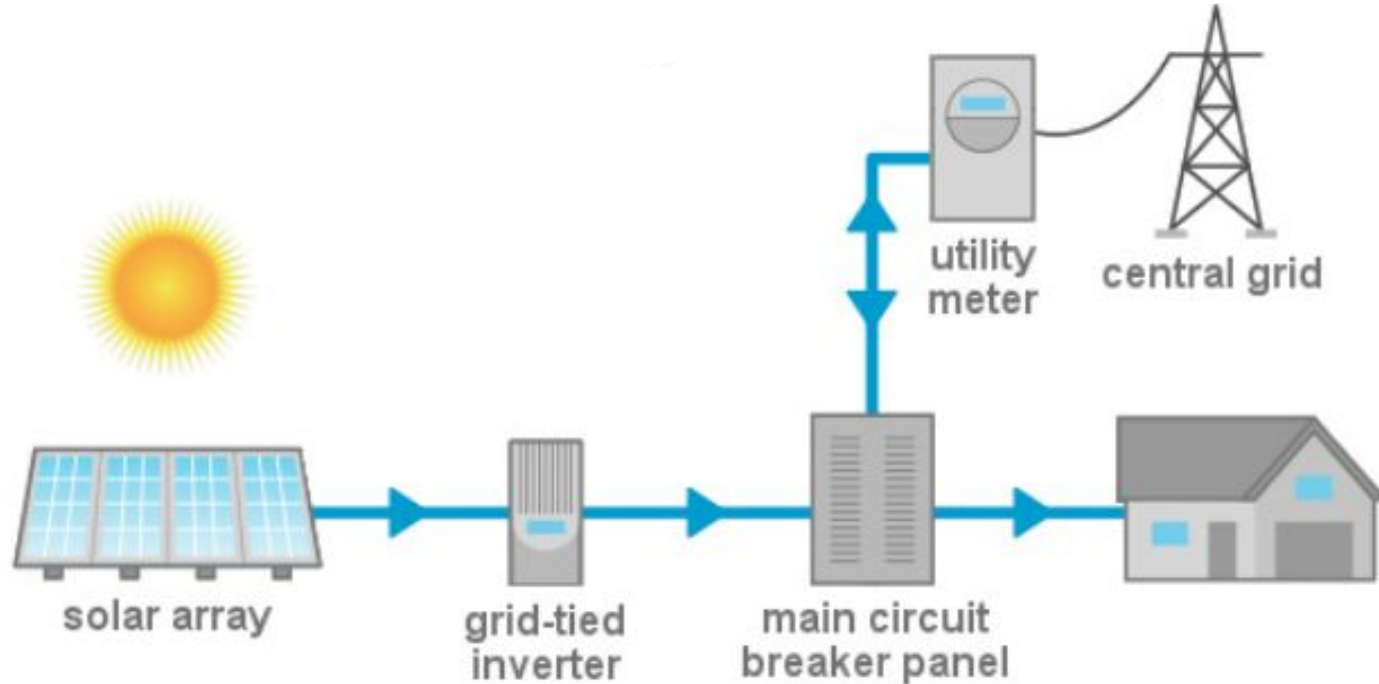 utility
meter
central grid
solar array
grid-tied
inverter
main circuit
breaker panel